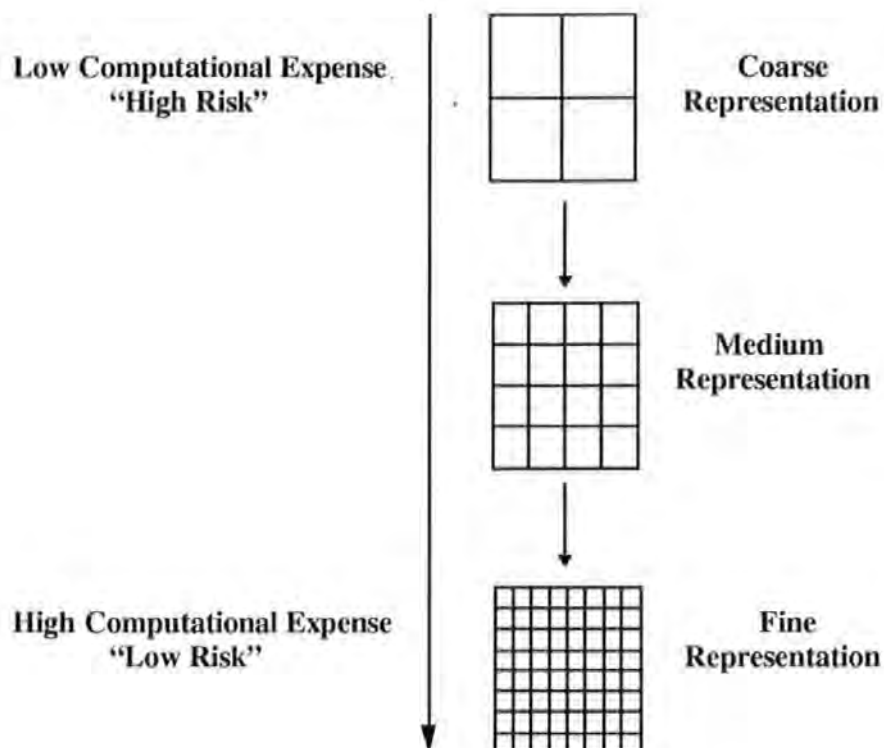 Low Computational Expense
“High Risk”
Coarse
Representation
Medium
Representation
High Computational Expense
“Low Risk”
Fine
Representation